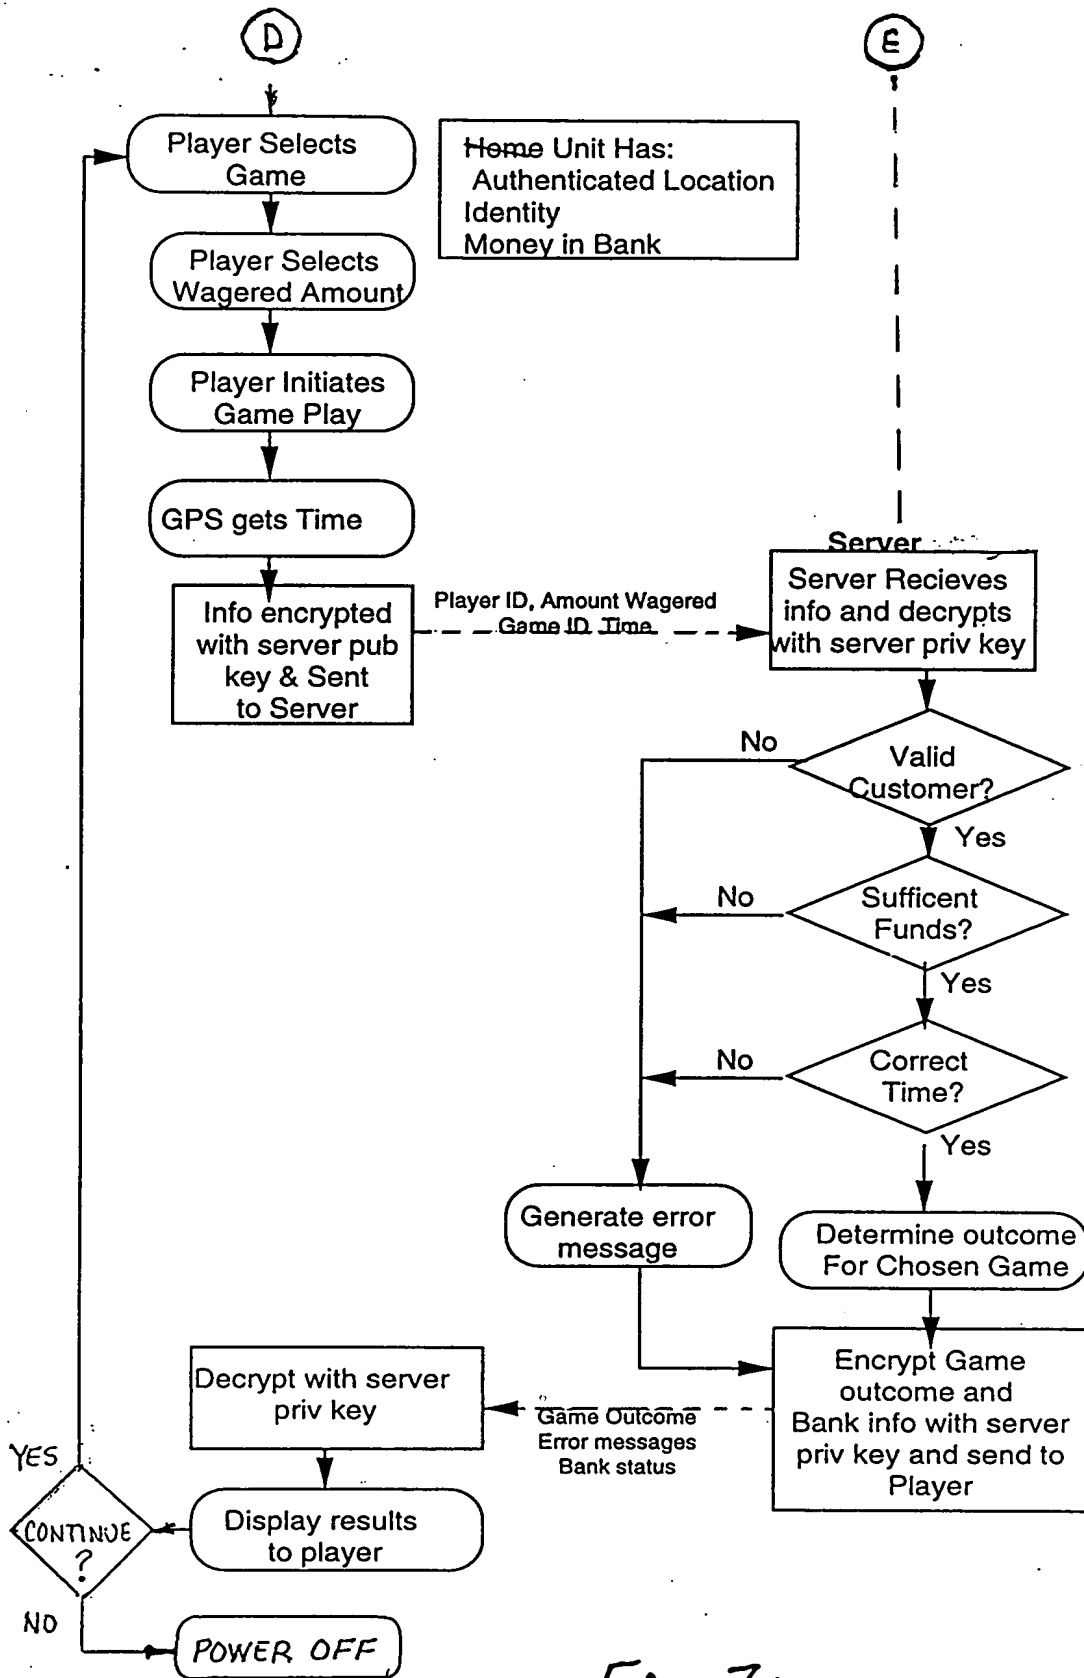 D
E
Player Selects
Game
Home Unit Has:
Authenticated Location
Identity
Money in Bank
Player Selects
Wagered Amount
Player Initiates
Game Play
GPS gets Time
Server
Info encrypted
with server pub
key & Sent
to Server
Player ID, Amount Wagered
Game ID Time
Server Recieves
info and decrypts
with server priv key
No
Valid
Customer?
Yes
No
Sufficent
Funds?
Yes
No
Correct
Time?
Yes
Generate error
message
Determine outcome
For Chosen Game
Decrypt with server
priv key
Game Outcome
Error messages
Bank status
Encrypt Game
outcome and
Bank info with server
priv key and send to
Player
YES
CONTINUE
?
Display results
to player
NO
POWER OFF